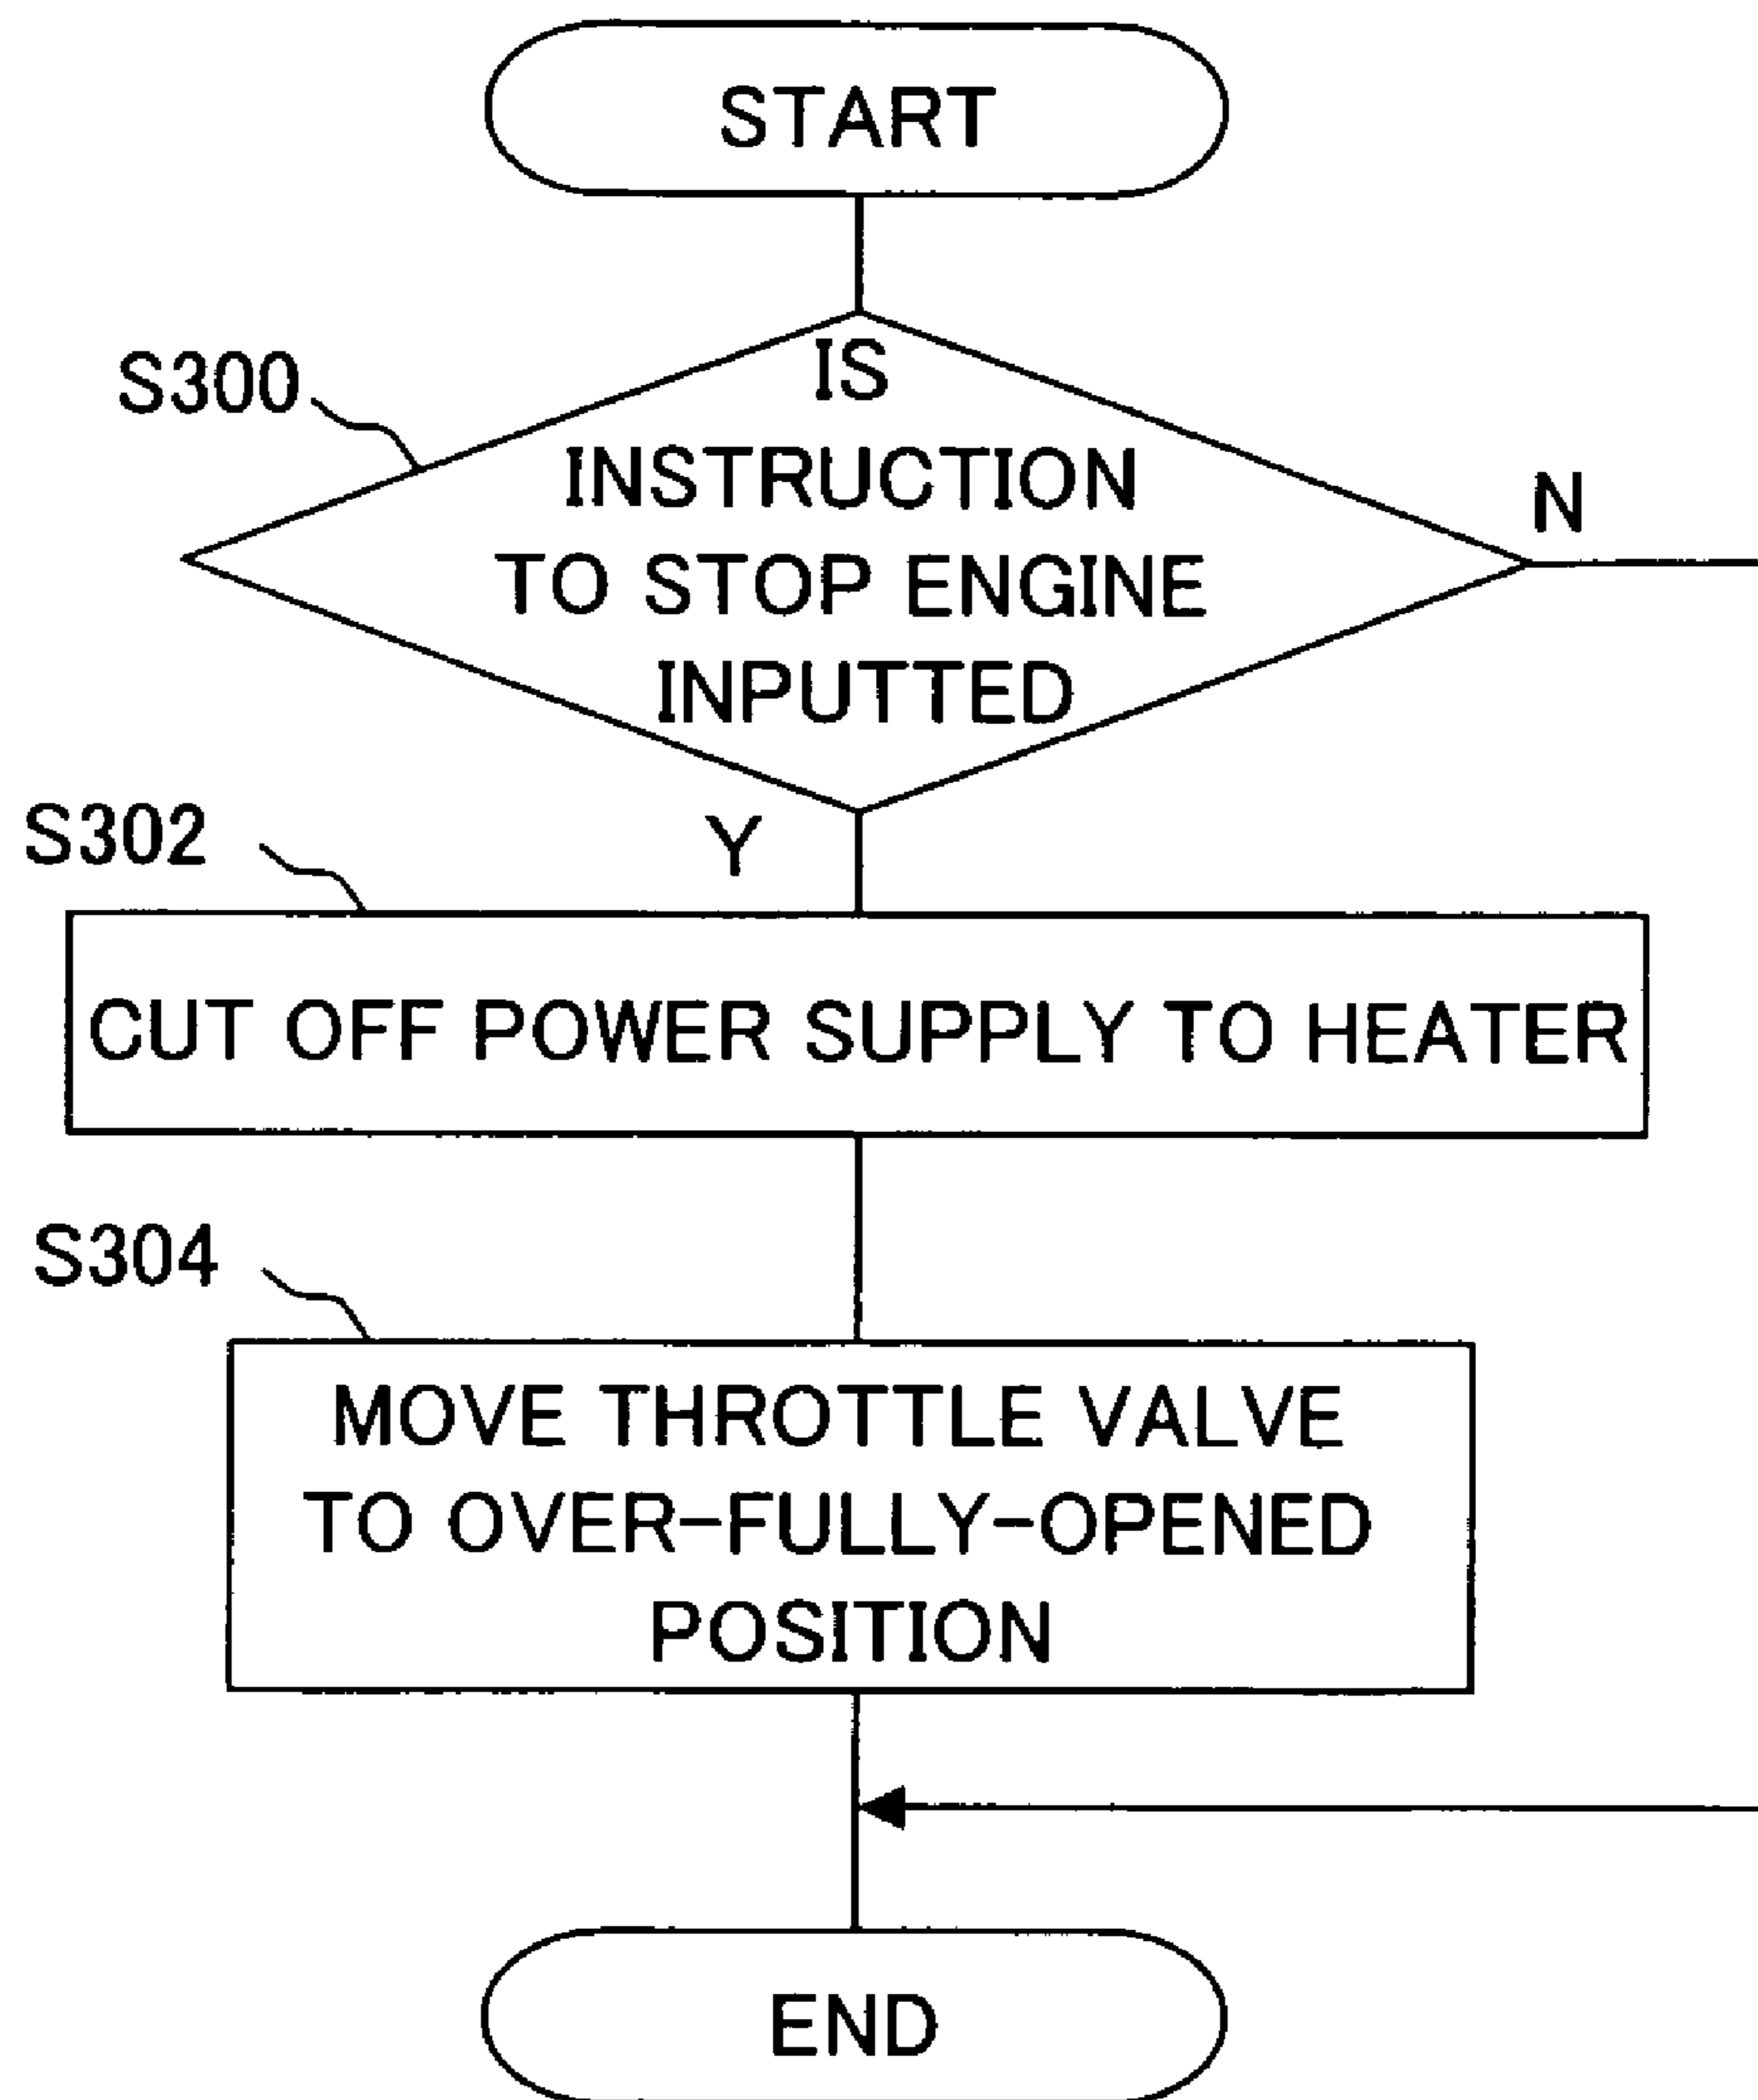 START
S300
IS
INSTRUCTION
TO STOP ENGINE
INPUTTED
N
Y
S302
CUT OFF POWER SUPPLY TO HEATER
S304
MOVE THROTTLE VALVE
TO OVER-FULLY-OPENED
POSITION
END